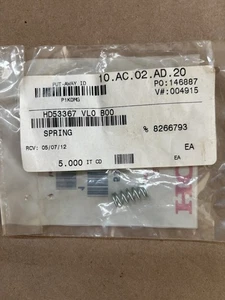 10.AC.02.AD.20
PUT-AWAY ID
PO:146887
V#:004915
P1K0MG
HD53367 VL0 800
SPRING
% 8266793
RCV: 05/07/12
EA
5.000 IT CD
EA